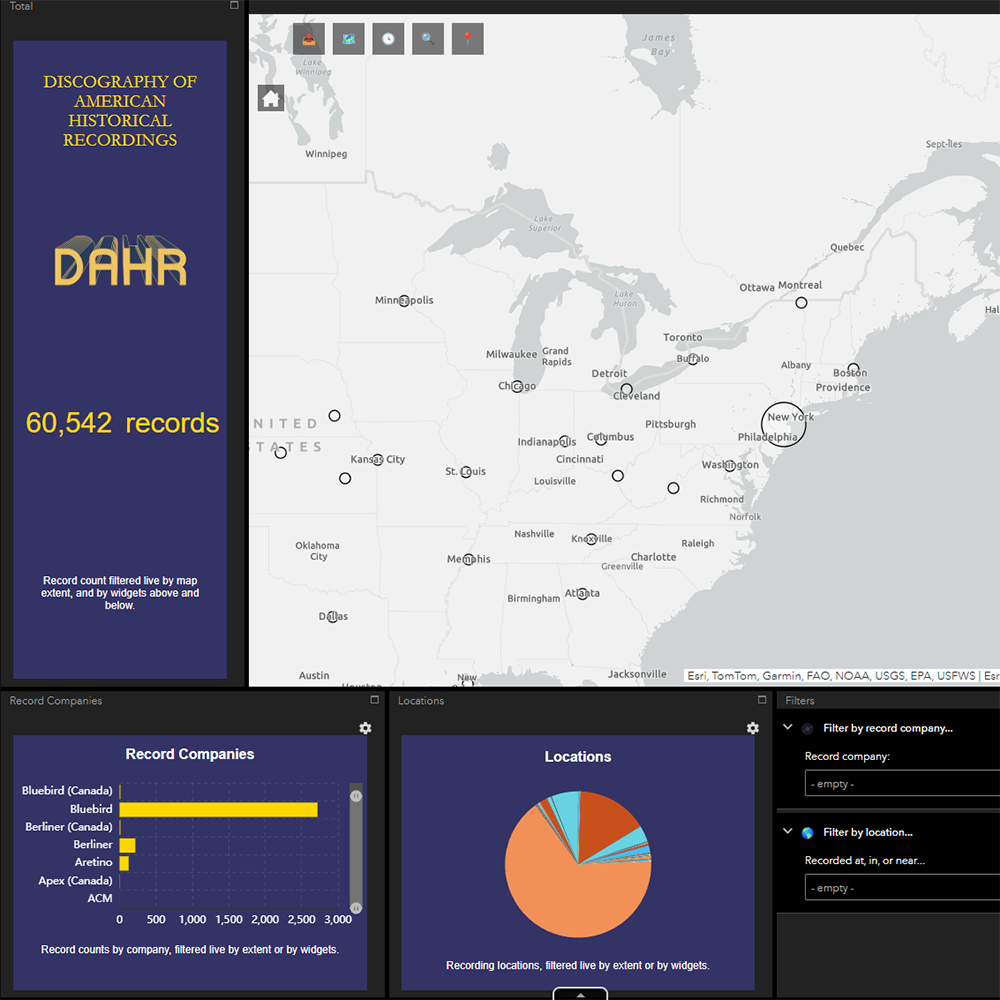 Total
DISCOGRAPHY OF
AMERICAN
HISTORICAL
RECORDINGS
DAHR
60,542 records
Record count filtered live by map
extent, and by widgets above and
below.
James
Bay
Lake
Winnipeg
Winnipeg
Sept-Îles
Lake
Superior
Quebec
Ottawa
Montreal
Lake
Huron
Minneapolis
Hal
Toronto
Milwaukee
Grand
Rapids
Buffalo
Albany
Detroit
Boston
Chicago
Cleveland
Providence
NITED
TATES
New York
Pittsburgh
Philadelphia
Indianapolis
Columbus
Kansas City
Cincinnati
Washington
St. Louis
Louisville
Richmond
Norfolk
Nashville
Knoxville
Raleigh
Oklahoma
City
Memphis
Charlotte
Greenville
Birmingham
Atlanta
Dallas
Austin
Houston
New
Jacksonville
Esri, TomTom, Garmin, FAO, NOAA, USGS, EPA, USFWS | Esr
Record Companies
Record Companies
Bluebird (Canada)
Bluebird
Berliner (Canada)
Berliner
Aretino
Apex (Canada)
ACM
0 500 1,000 1,500 2,000 2,500 3,000
Record counts by company, filtered live by extent or by widgets.
Locations
Locations
Recording locations, filtered live by extent or by widgets.
Filters
Filter by record company...
Record company:
- empty -
Filter by location...
Recorded at, in, or near...
- empty -